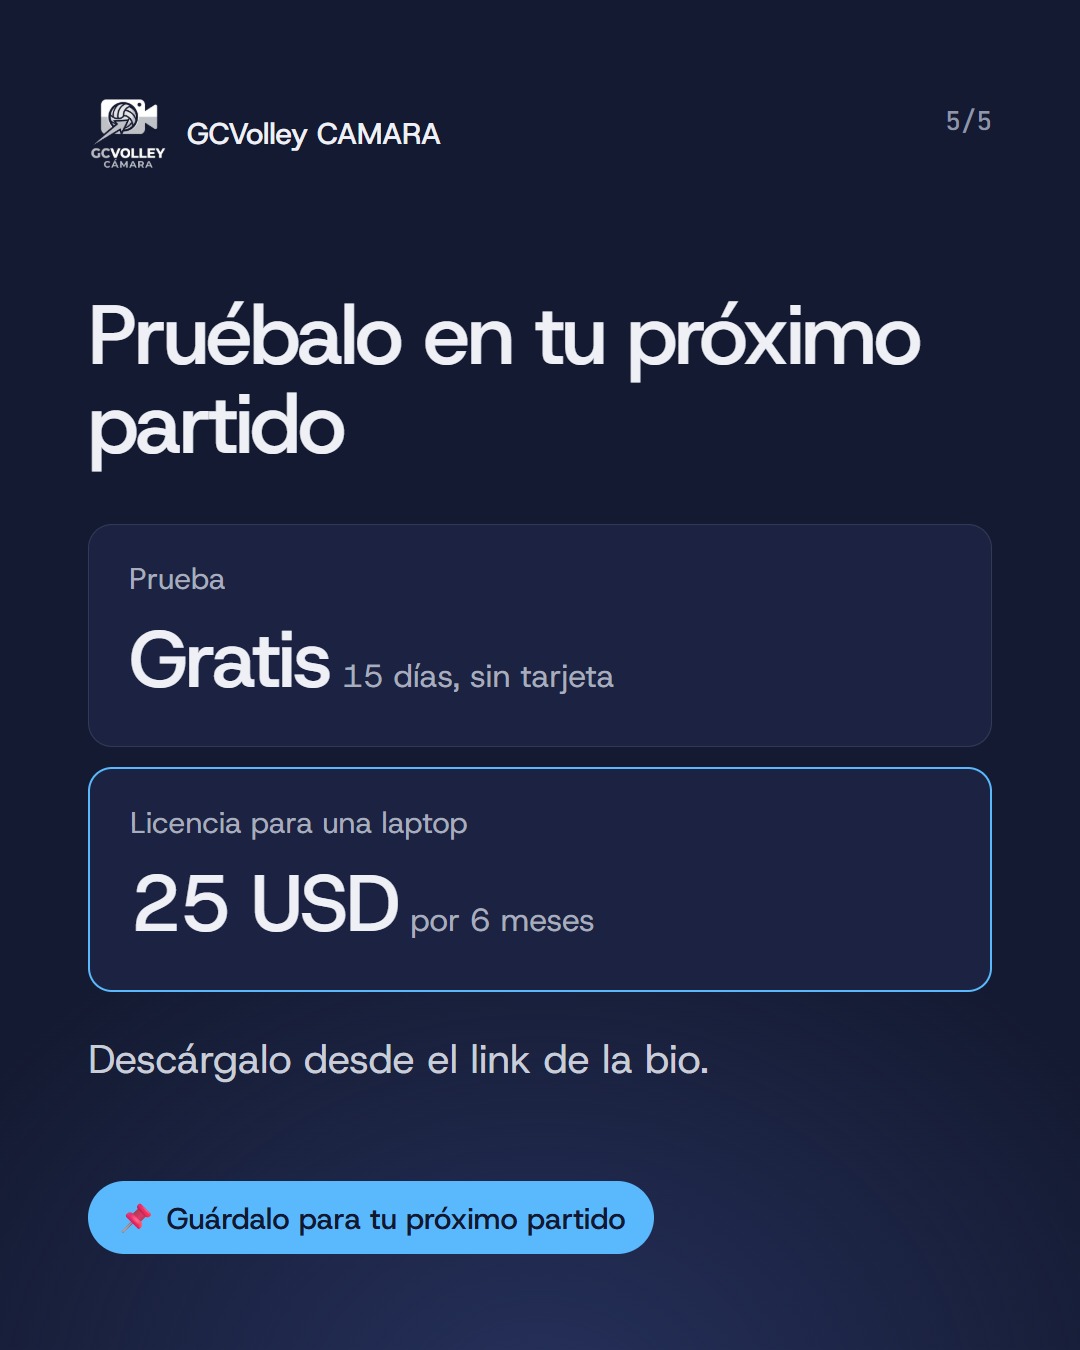 GCVOLLEY
CÁMARA
GCVolley CAMARA
5/5
Pruébalo en tu próximo
partido
Prueba
Gratis 15 días, sin tarjeta
Licencia para una laptop
25 USD por 6 meses
Descárgalo desde el link de la bio.
📌 Guárdalo para tu próximo partido